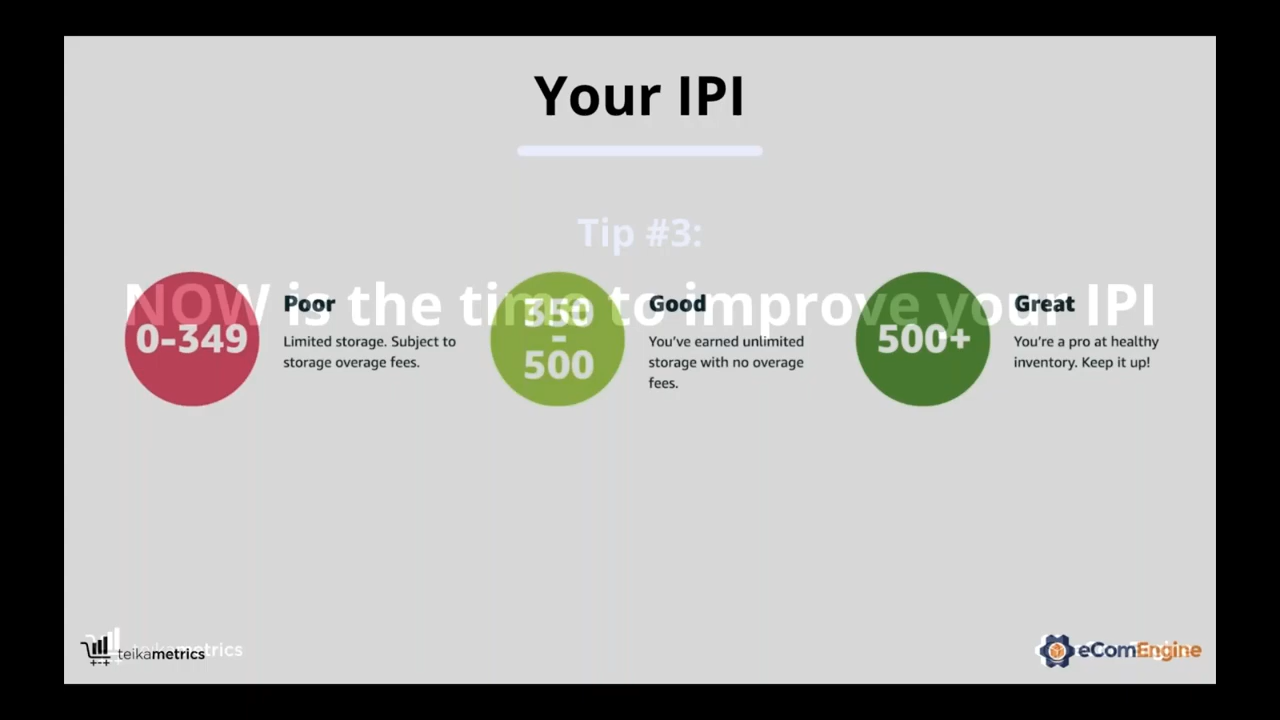 Your IPI
Tip #3:
NOW is the time to improve your IPI
0-349
Poor
Limited storage. Subject to
storage overage fees.
350
-
500
Good
You’ve earned unlimited
storage with no overage
fees.
500+
Great
You’re a pro at healthy
inventory. Keep it up!
teikametrics
teikametrics
eComEngine